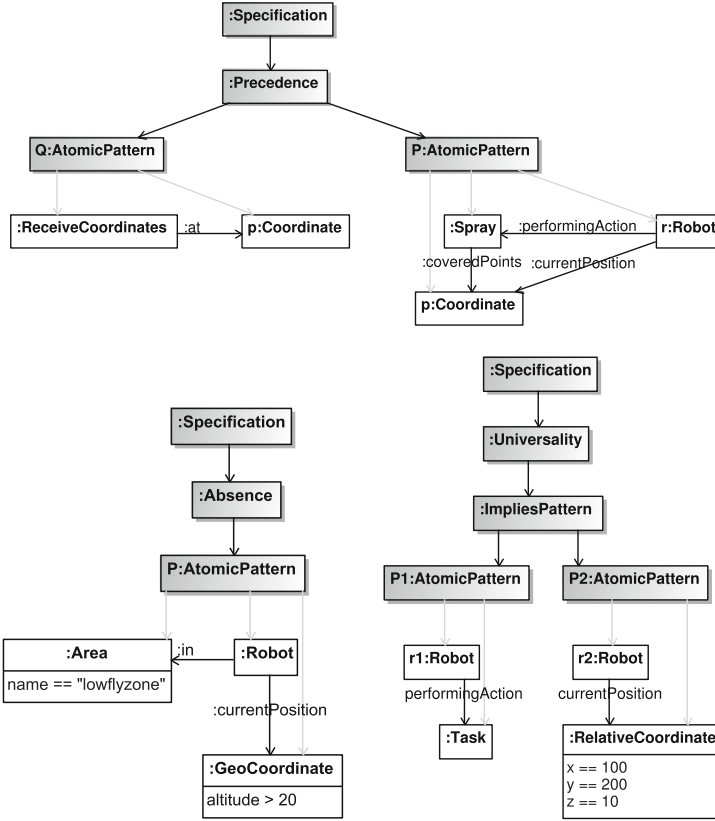 :Specification
:Precedence
Q:AtomicPattern
P:AtomicPattern
:ReceiveCoordinates
:at
p:Coordinate
:Spray
:performingAction
r:Robot
:coveredPoints
:currentPosition
p:Coordinate
:Specification
:Absence
P:AtomicPattern
:Area
name == "lowflyzone"
:in
:Robot
:currentPosition
:GeoCoordinate
altitude > 20
:Specification
:Universality
:ImpliesPattern
P1:AtomicPattern
P2:AtomicPattern
r1:Robot
r2:Robot
performingAction
currentPosition
:Task
:RelativeCoordinate
x == 100
y == 200
z == 10